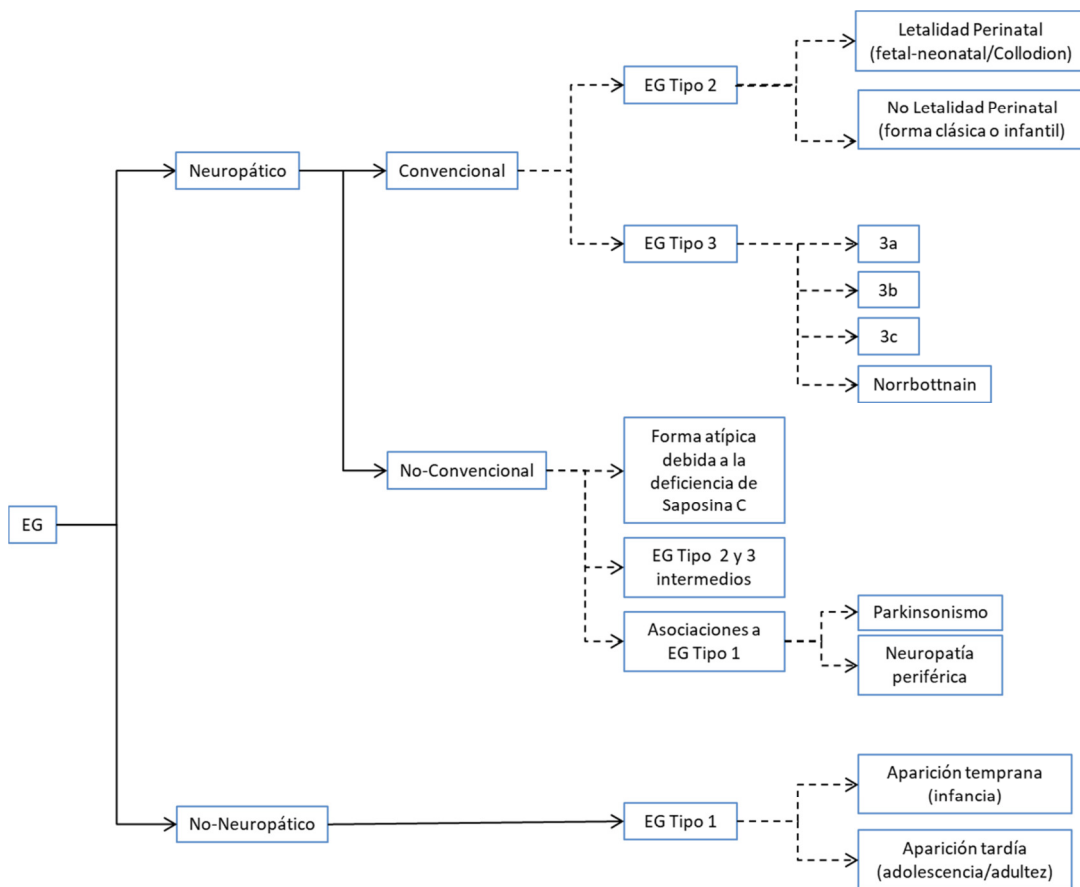 Letalidad Perinatal
(fetal-neonatal/Collodion)
EG Tipo 2
No Letalidad Perinatal
(forma clásica o infantil)
Neuropático
Convencional
EG Tipo 3
3a
3b
3c
Norrbottnain
Forma atípica
debida a la
deficiencia de
Saposina C
No-Convencional
EG
EG Tipo 2 y 3
intermedios
Asociaciones a
EG Tipo 1
Parkinsonismo
Neuropatía
periférica
Aparición temprana
(infancia)
No-Neuropático
EG Tipo 1
Aparición tardía
(adolescencia/adultez)